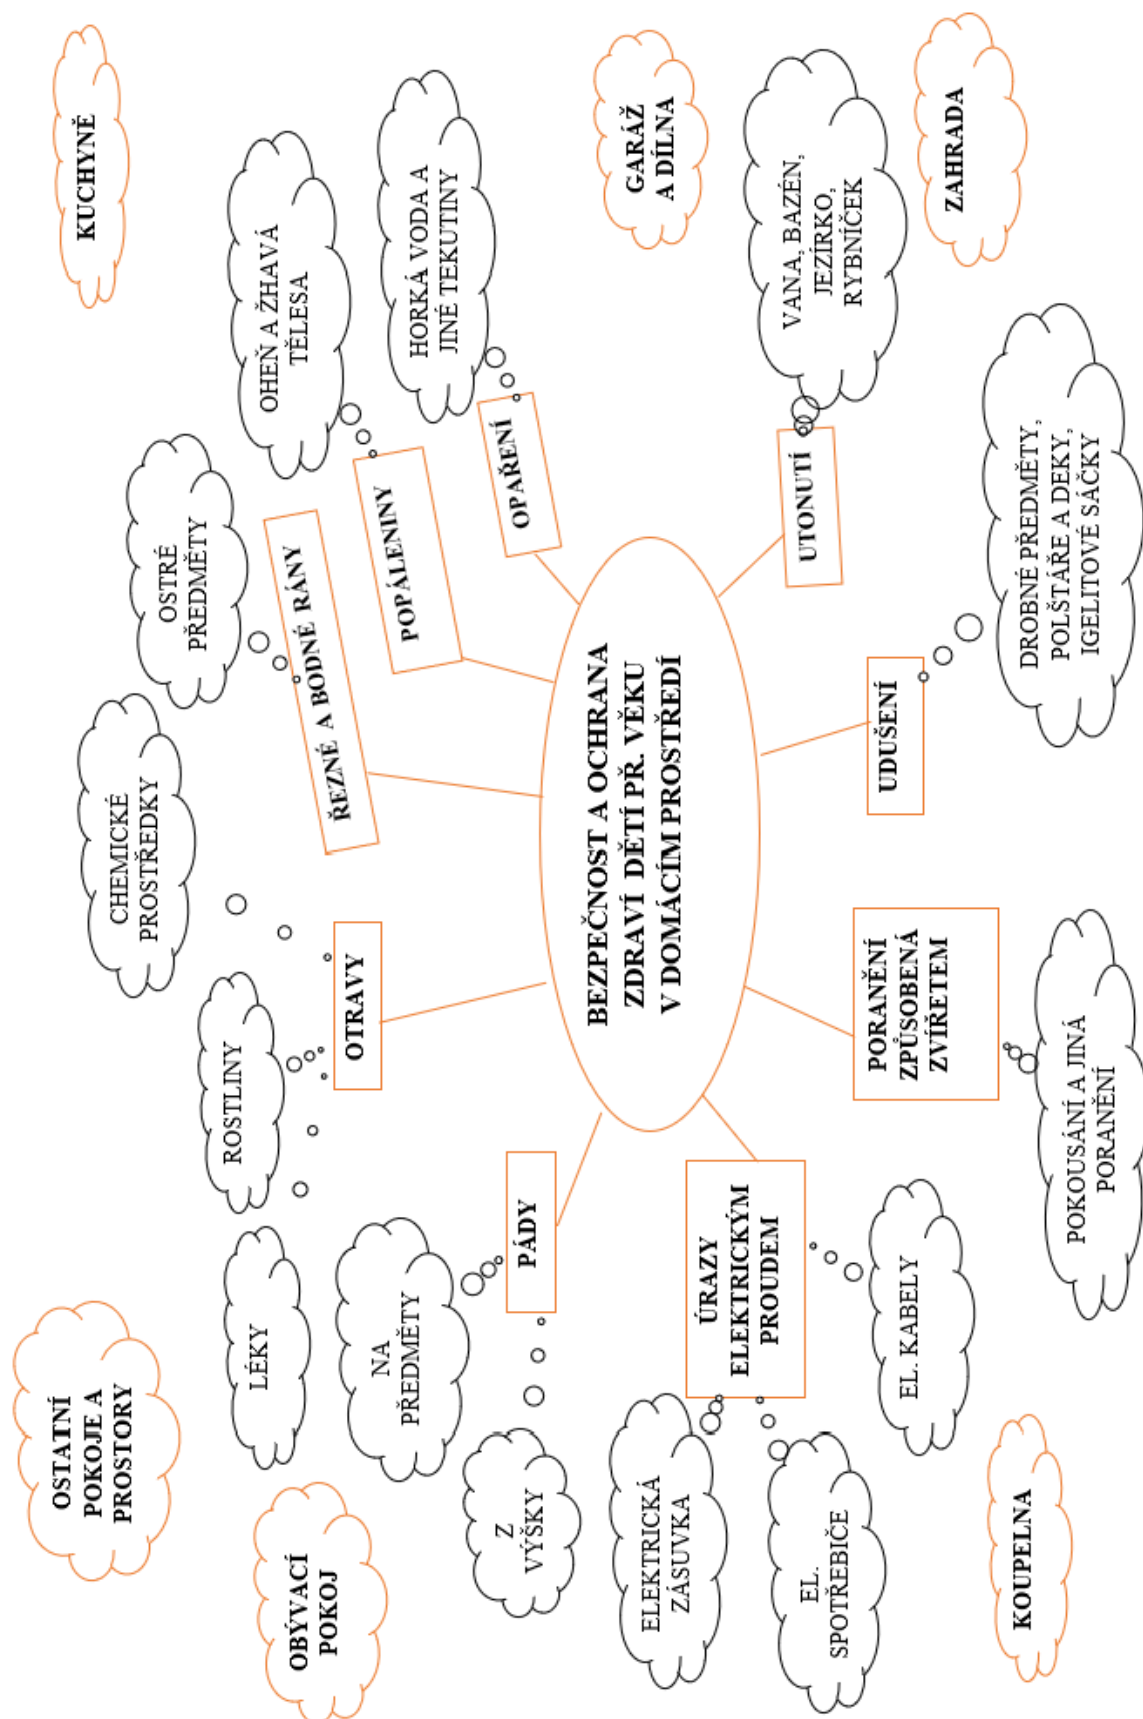 OSTATNÍ
POKOJE A
PROSTORY
KUCHYNĚ
OBÝVACÍ
POKOJ
LÉKY
ROSTLINY
CHEMICKÉ
PROSTŘEDKY
OSTRÉ
PŘEDMĚTY
OHEŇ A ŽHAVÁ
TĚLESA
NA
PŘEDMĚTY
OTRAVY
ŘEZNÉ A BODNÉ RÁNY
POPÁLENINY
HORKÁ VODA A
JINÉ TEKUTINY
Z
VÝŠKY
PÁDY
OPAŘENÍ
BEZPEČNOST A OCHRANA
ZDRAVÍ DĚTÍ PŘ. VĚKU
V DOMÁCÍM PROSTŘEDÍ
GARÁŽ
A DÍLNA
ELEKTRICKÁ
ZÁSUVKA
ÚRAZY
ELEKTRICKÝM
PROUDEM
UTONUTÍ
VANA, BAZÉN,
JEZÍRKO,
RYBNÍČEK
EL.
SPOTŘEBIČE
EL. KABELY
PORANĚNÍ
ZPŮSOBENÁ
ZVÍŘETEM
UDUŠENÍ
ZAHRADA
KOUPELNA
POKOUSÁNÍ A JINÁ
PORANĚNÍ
DROBNÉ PŘEDMĚTY,
POLŠTÁŘE A DEKY,
IGELITOVÉ SÁČKY